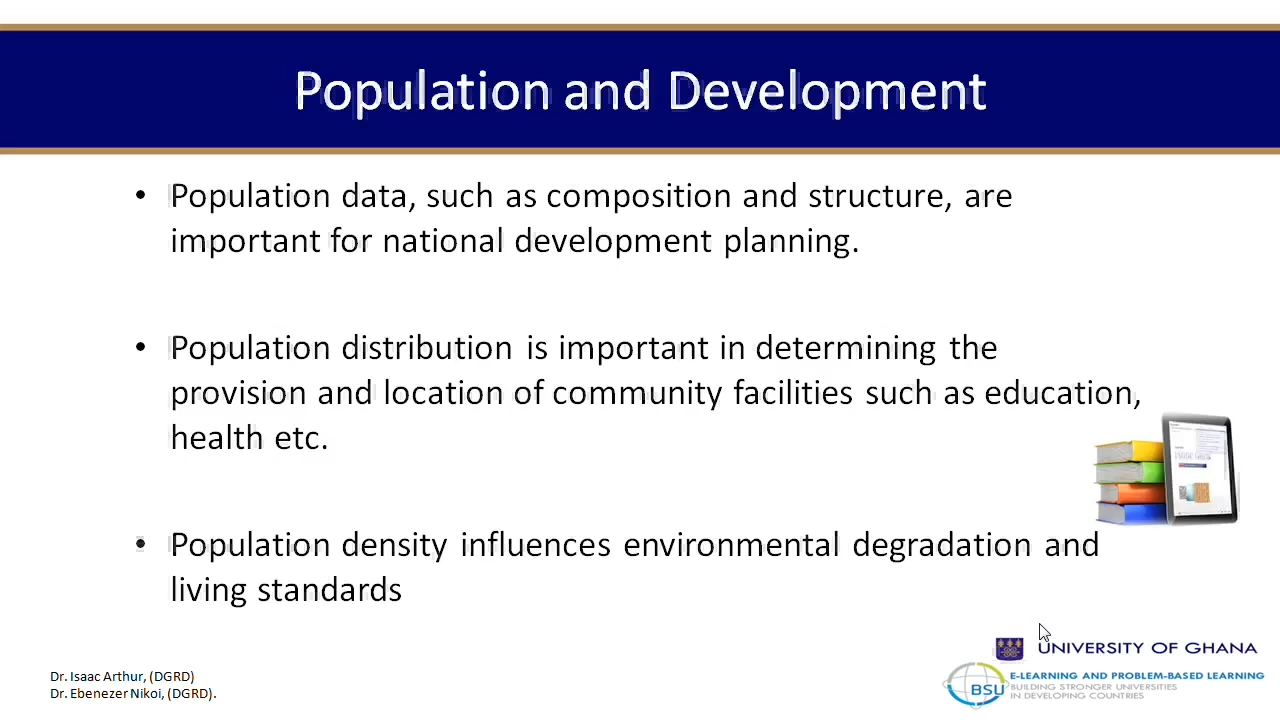 Population and Development
• Population data, such as composition and structure, are
important for national development planning.
• Population distribution is important in determining the
provision and location of community facilities such as education,
health etc.
• Population density influences environmental degradation and
living standards
Dr. Isaac Arthur, (DGRD)
Dr. Ebenezer Nikoi, (DGRD).
UNIVERSITY OF GHANA
BSU
E-LEARNING AND PROBLEM-BASED LEARNING
BUILDING STRONGER UNIVERSITIES
IN DEVELOPING COUNTRIES